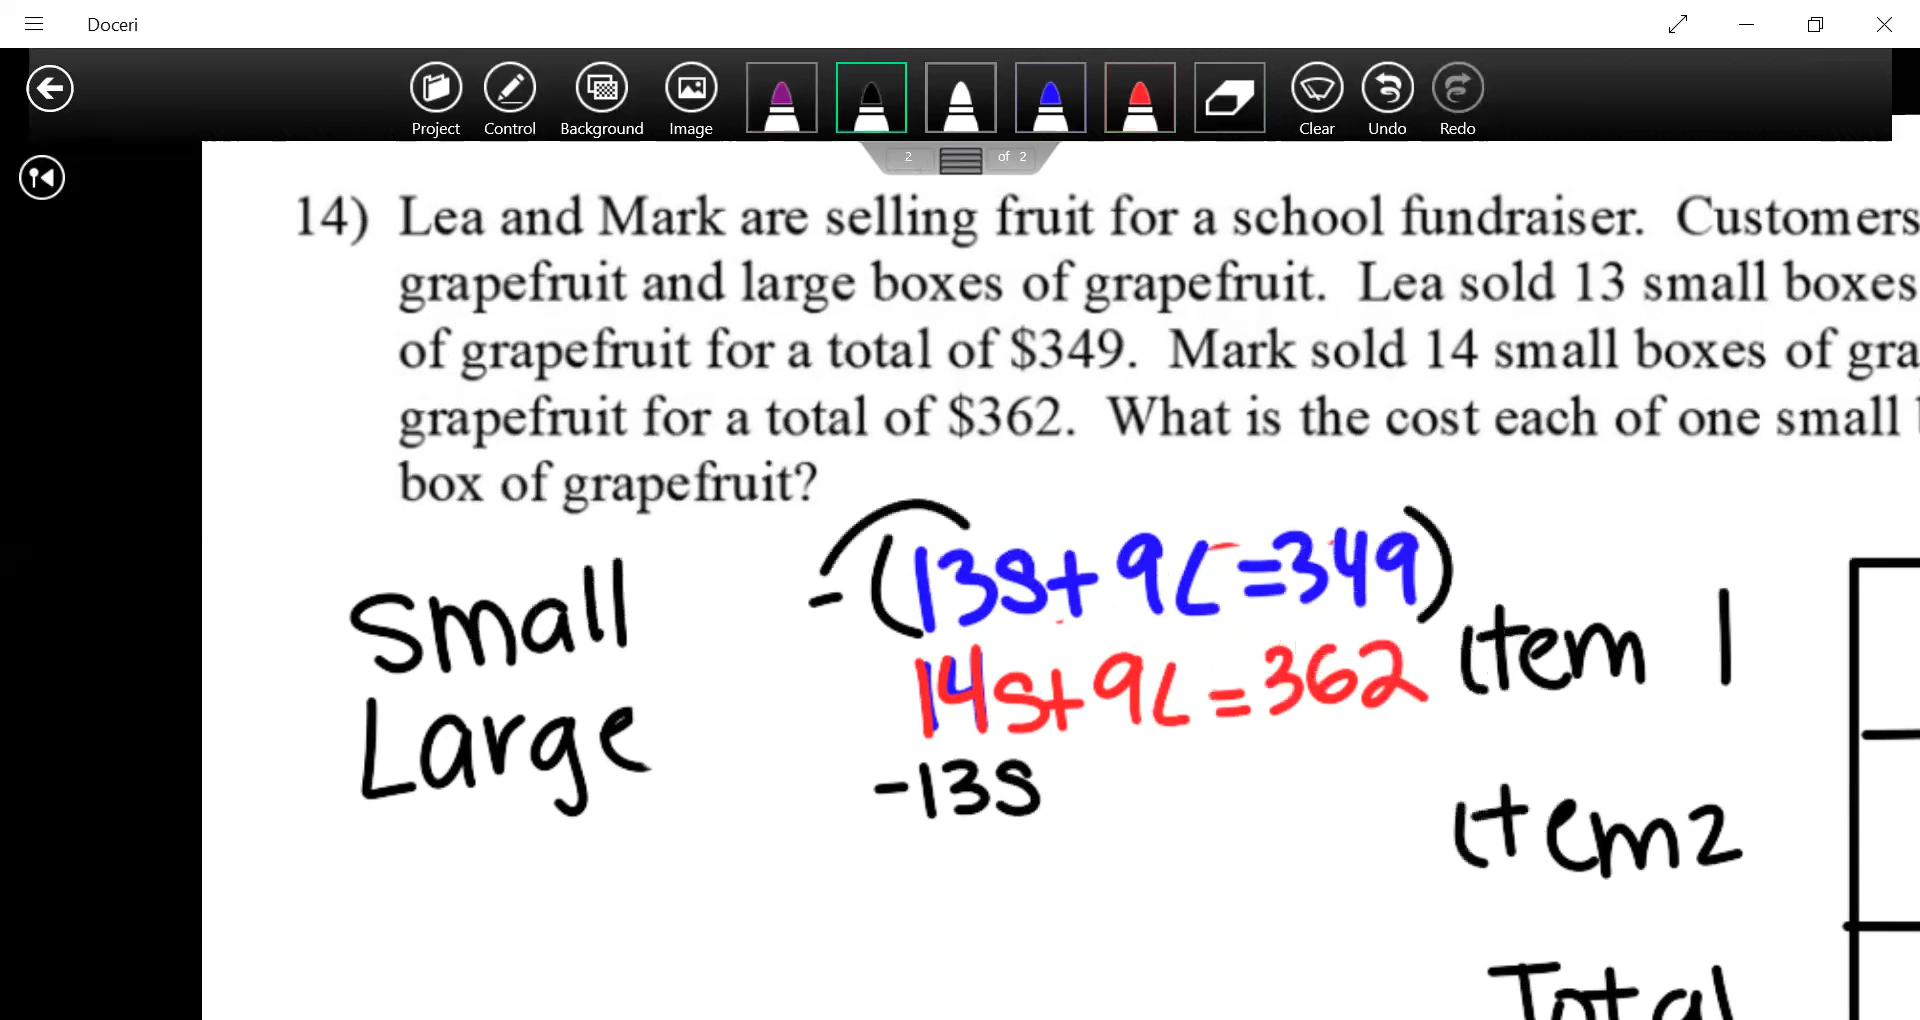 Doceri
Project Control Background Image Clear Undo Redo
2 of 2
14) Lea and Mark are selling fruit for a school fundraiser. Customers
grapefruit and large boxes of grapefruit. Lea sold 13 small boxes
of grapefruit for a total of $349. Mark sold 14 small boxes of gra
grapefruit for a total of $362. What is the cost each of one small
box of grapefruit?
Small
Large
-(13s+9L=349)
14s+9L=362
-13s
Item 1
Item2
Total